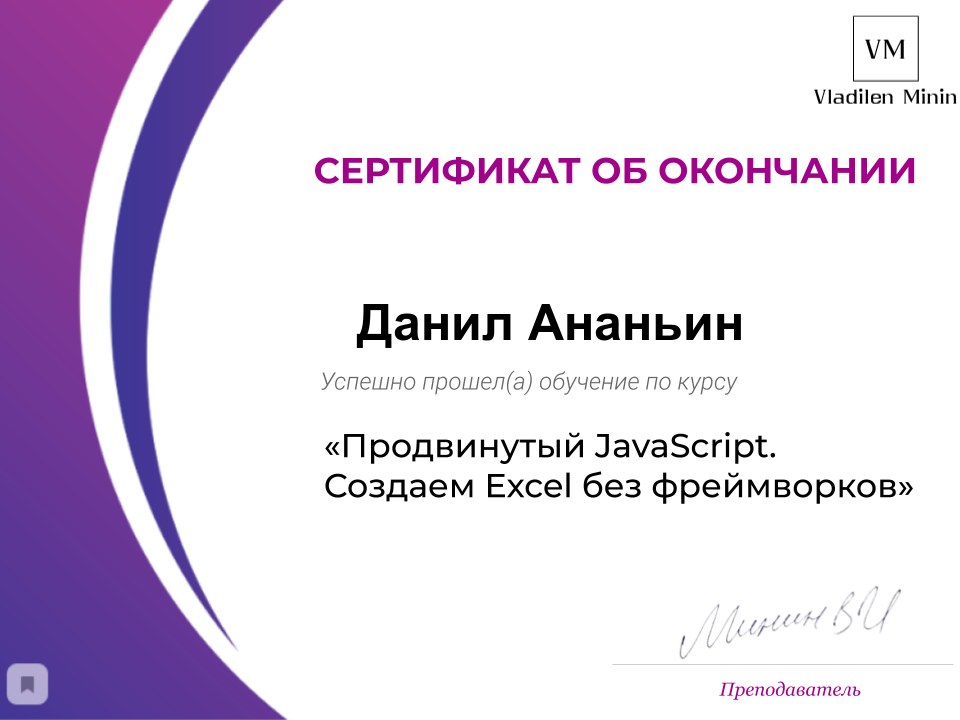 VM
Vladilen Minin
СЕРТИФИКАТ ОБ ОКОНЧАНИИ
Данил Ананьин
Успешно прошел(а) обучение по курсу
«Продвинутый JavaScript.
Создаем Excel без фреймворков»
Минин В И
Преподаватель